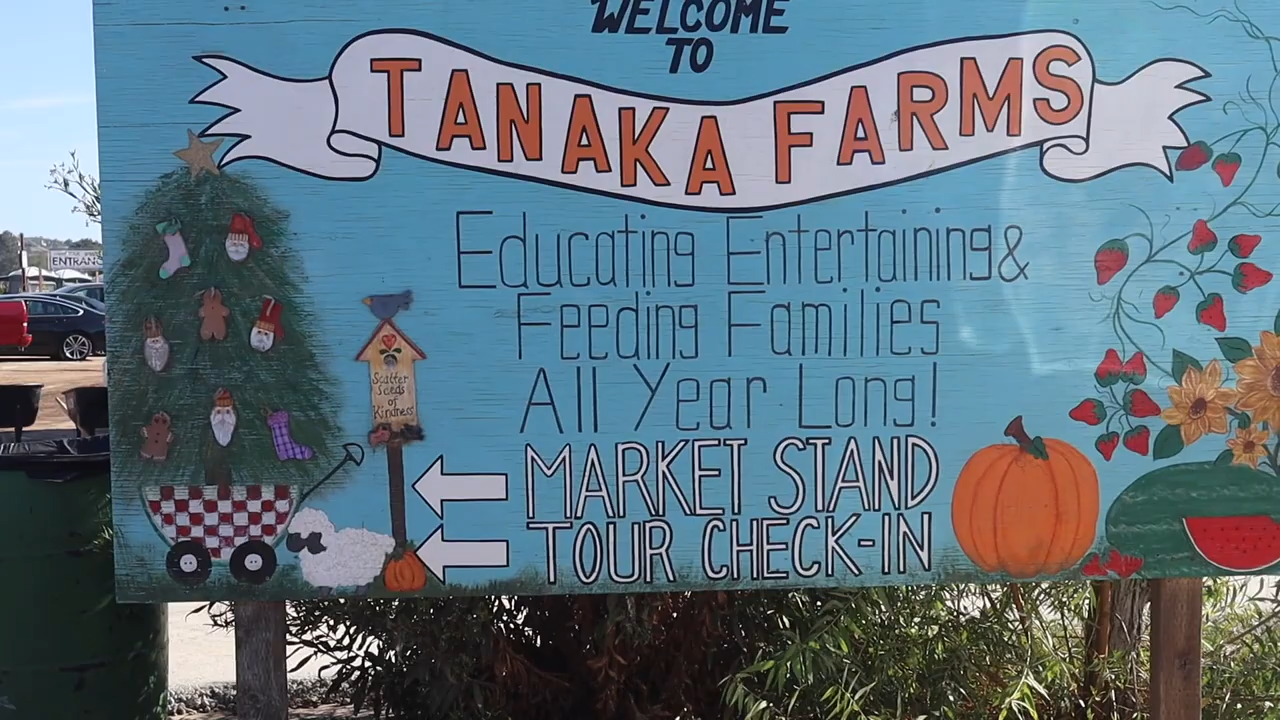 WELCOME
TO
TANAKA FARMS
Educating Entertaining &
Feeding Families
All Year Long!
MARKET STAND
TOUR CHECK-IN
Scatter
Seeds
of
Kindness